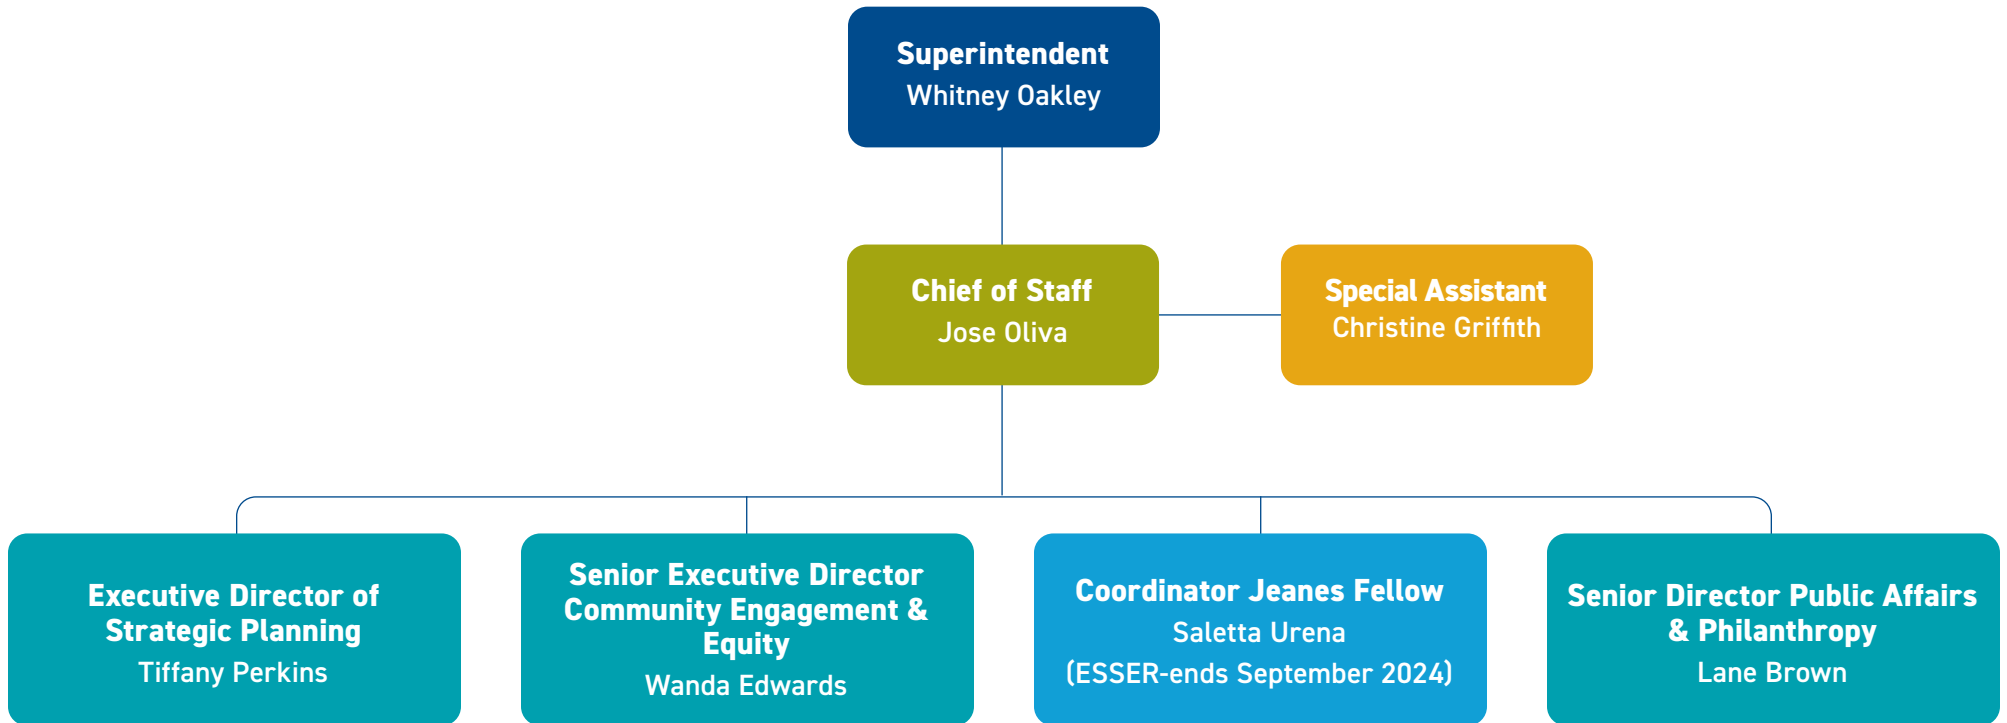 Superintendent
Whitney Oakley
Chief of Staff
Jose Oliva
Special Assistant
Christine Griffith
Executive Director of
Strategic Planning
Tiffany Perkins
Senior Executive Director
Community Engagement &
Equity
Wanda Edwards
Coordinator Jeanes Fellow
Saletta Urena
(ESSER-ends September 2024)
Senior Director Public Affairs
& Philanthropy
Lane Brown